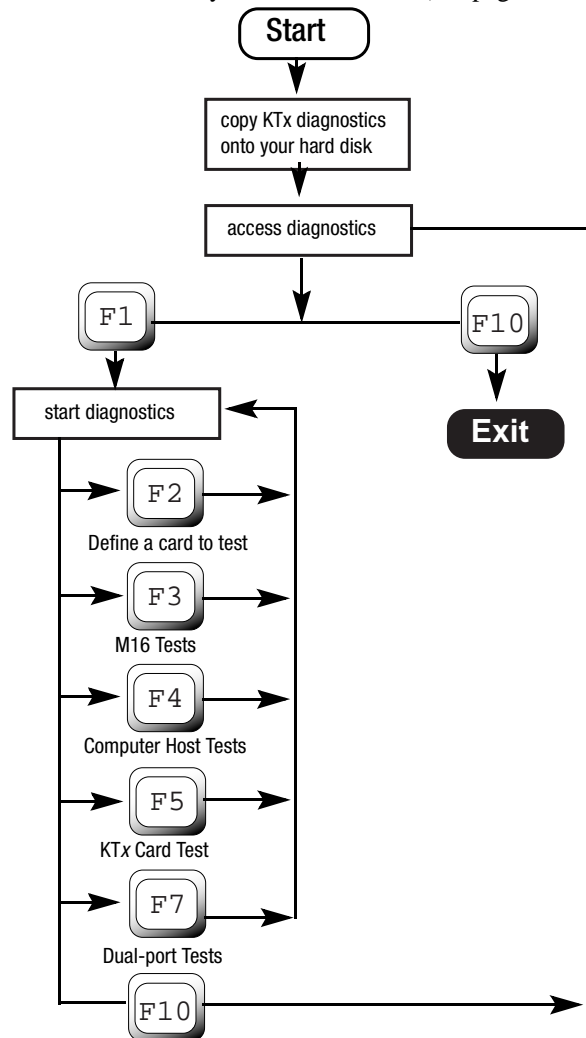 Start
copy KTx diagnostics
onto your hard disk
access diagnostics
F1
F10
start diagnostics
Exit
F2
Define a card to test
F3
M16 Tests
F4
Computer Host Tests
F5
KTx Card Test
F7
Dual-port Tests
F10